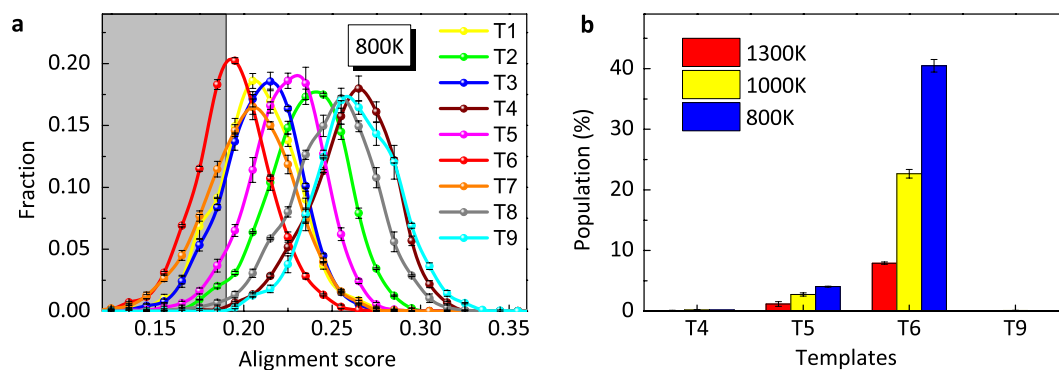 a
800K
T1
T2
T3
T4
T5
T6
T7
T8
T9
0.20
0.15
0.10
0.05
0.00
Fraction
0.15 0.20 0.25 0.30 0.35
Alignment score
b
1300K
1000K
800K
40
30
20
10
0
Population (%)
T4 T5 T6 T9
Templates